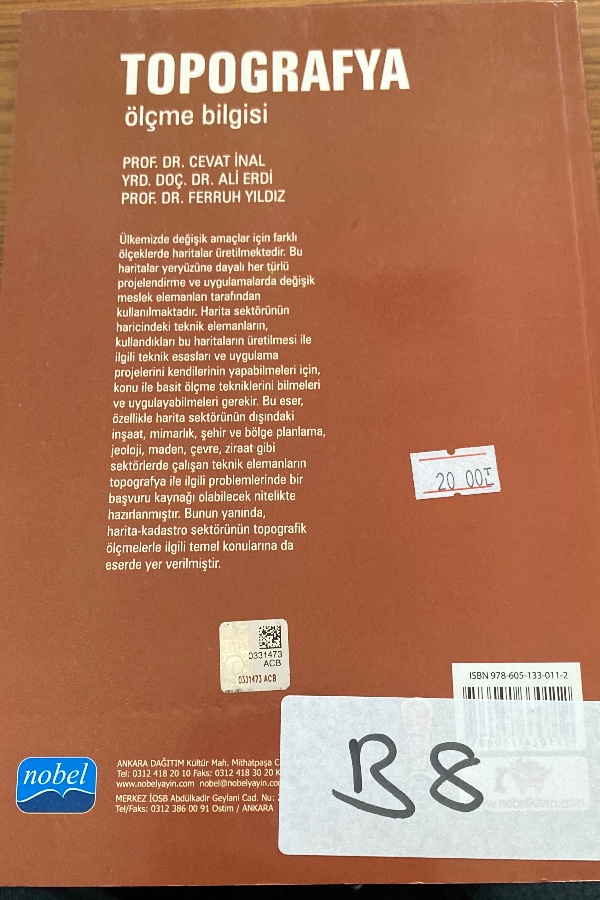 TOPOGRAFYA
ölçme bilgisi
PROF. DR. CEVAT İNAL
YRD. DOÇ. DR. ALİ ERDİ
PROF. DR. FERRUH YILDIZ
Ülkemizde değişik amaçlar için farklı
ölçeklerde haritalar üretilmektedir. Bu
haritalar yeryüzüne dayalı her türlü
projelendirme ve uygulamalarda değişik
meslek elemanları tarafından
kullanılmaktadır. Harita sektörünün
haricindeki teknik elemanların,
kullandıkları bu haritaların üretilmesi ile
ilgili teknik esasları ve uygulama
projelerini kendilerinin yapabilmeleri için,
konu ile basit ölçme tekniklerini bilmeleri
ve uygulayabilmeleri gerekir. Bu eser,
özellikle harita sektörünün dışındaki
inşaat, mimarlık, şehir ve bölge planlama,
jeoloji, maden, çevre, ziraat gibi
sektörlerde çalışan teknik elemanların
topografya ile ilgili problemlerinde bir
başvuru kaynağı olabilecek nitelikte
hazırlanmıştır. Bunun yanında,
harita-kadastro sektörünün topografik
ölçmelerle ilgili temel konularına da
eserde yer verilmiştir.
20 00
0331473
ACB
0331473 ACB
ISBN 978-605-133-011-2
B8
nobel
ANKARA DAĞITIM Kültür Mah. Mithatpaşa C
Tel: 0312 418 20 10 Faks: 0312 418 30 20
www.nobelyayin.com nobel@nobelyayin.com
MERKEZ İOSB Abdülkadir Geylani Cad. Nu:
Tel/Faks: 0312 386 00 91 Ostim / ANKARA
www.nobelkitap.com